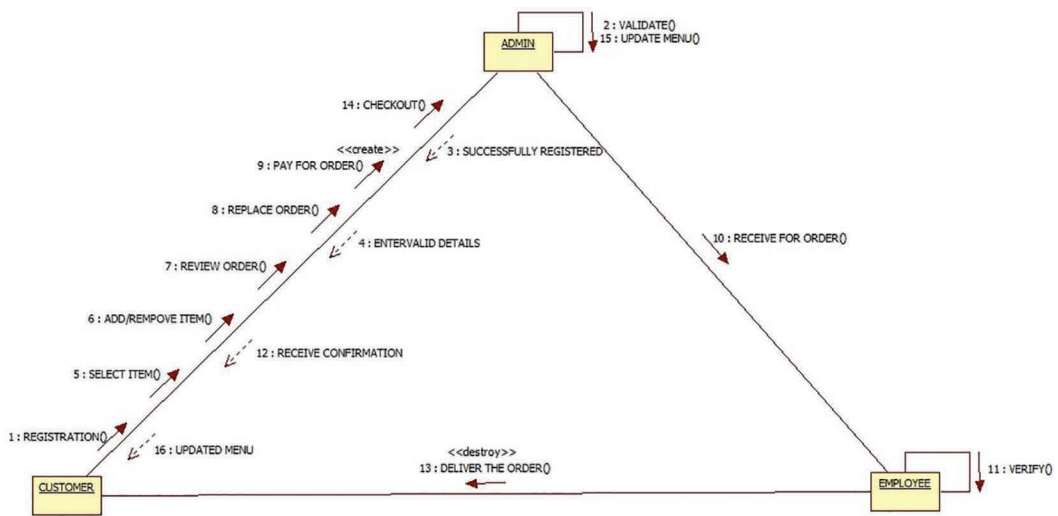 2 : VALIDATE()
15 : UPDATE MENU()
ADMIN
14 : CHECKOUT()
<<create>>
9 : PAY FOR ORDER()
3 : SUCCESSFULLY REGISTERED
8 : REPLACE ORDER()
4 : ENTERVALID DETAILS
10 : RECEIVE FOR ORDER()
7 : REVIEW ORDER()
6 : ADD/REMPOVE ITEM()
12 : RECEIVE CONFIRMATION
5 : SELECT ITEM()
1 : REGISTRATION()
16 : UPDATED MENU
<<destroy>>
13 : DELIVER THE ORDER()
11 : VERIFY()
CUSTOMER
EMPLOYEE